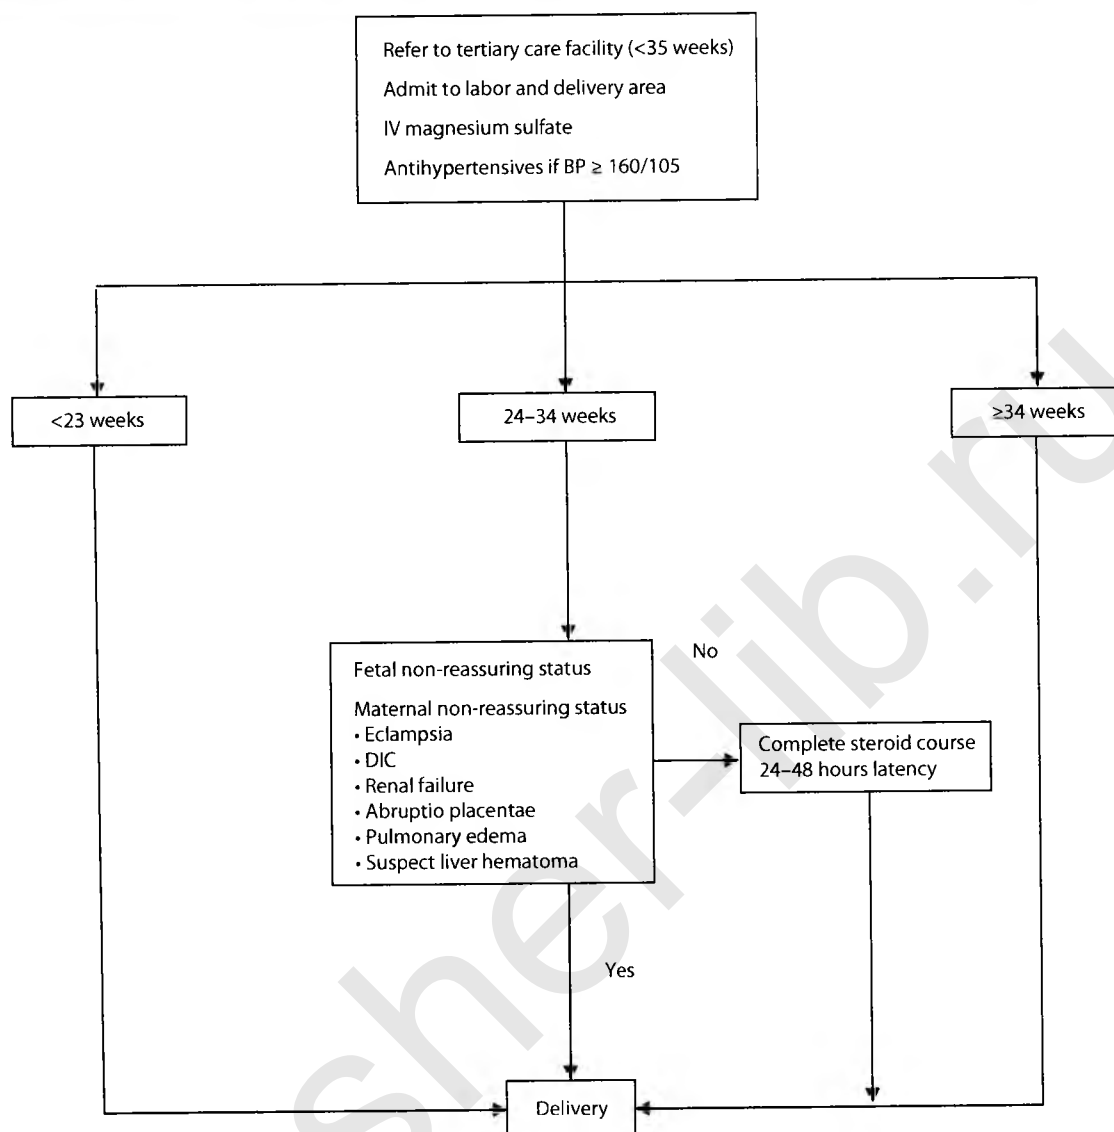 Refer to tertiary care facility (<35 weeks)
Admit to labor and delivery area
IV magnesium sulfate
Antihypertensives if BP ≥ 160/105
<23 weeks
24–34 weeks
≥34 weeks
Fetal non-reassuring status
Maternal non-reassuring status
• Eclampsia
• DIC
• Renal failure
• Abruptio placentae
• Pulmonary edema
• Suspect liver hematoma
No
Complete steroid course
24–48 hours latency
Yes
Delivery
sher-lib.ru